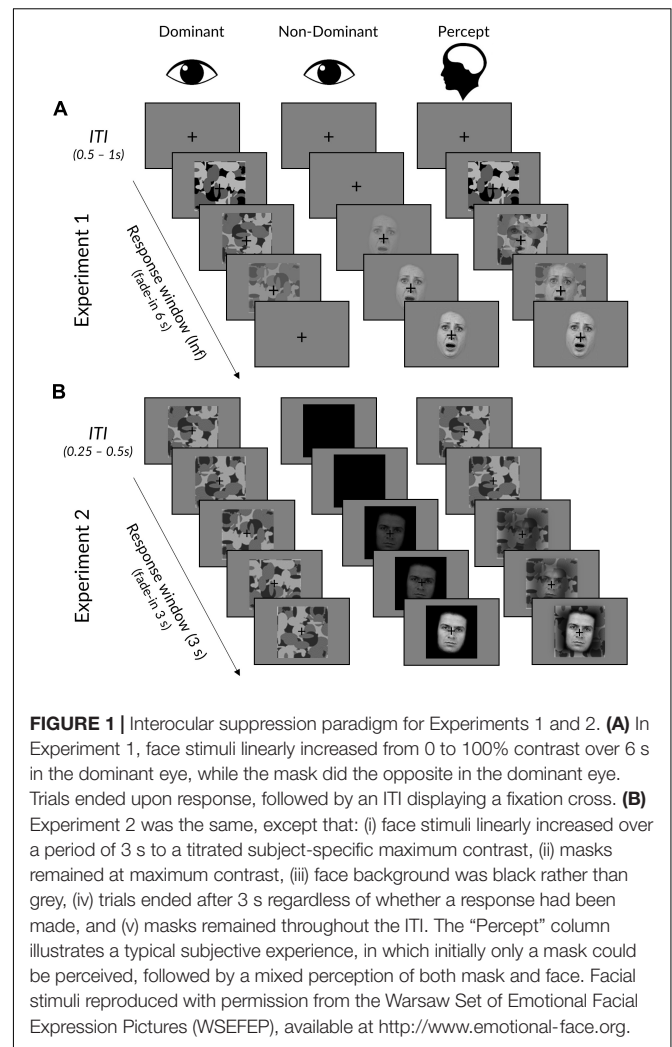 Dominant Non-Dominant Percept
A
ITI
(0.5 – 1s)
Experiment 1
Response window (Inf)
(fade-in 6 s)
B
ITI
(0.25 – 0.5s)
Experiment 2
Response window (3 s)
(fade-in 3 s)
FIGURE 1 | Interocular suppression paradigm for Experiments 1 and 2. (A) In
Experiment 1, face stimuli linearly increased from 0 to 100% contrast over 6 s
in the dominant eye, while the mask did the opposite in the dominant eye.
Trials ended upon response, followed by an ITI displaying a fixation cross. (B)
Experiment 2 was the same, except that: (i) face stimuli linearly increased over
a period of 3 s to a titrated subject-specific maximum contrast, (ii) masks
remained at maximum contrast, (iii) face background was black rather than
grey, (iv) trials ended after 3 s regardless of whether a response had been
made, and (v) masks remained throughout the ITI. The “Percept” column
illustrates a typical subjective experience, in which initially only a mask could
be perceived, followed by a mixed perception of both mask and face. Facial
stimuli reproduced with permission from the Warsaw Set of Emotional Facial
Expression Pictures (WSEFEP), available at http://www.emotional-face.org.